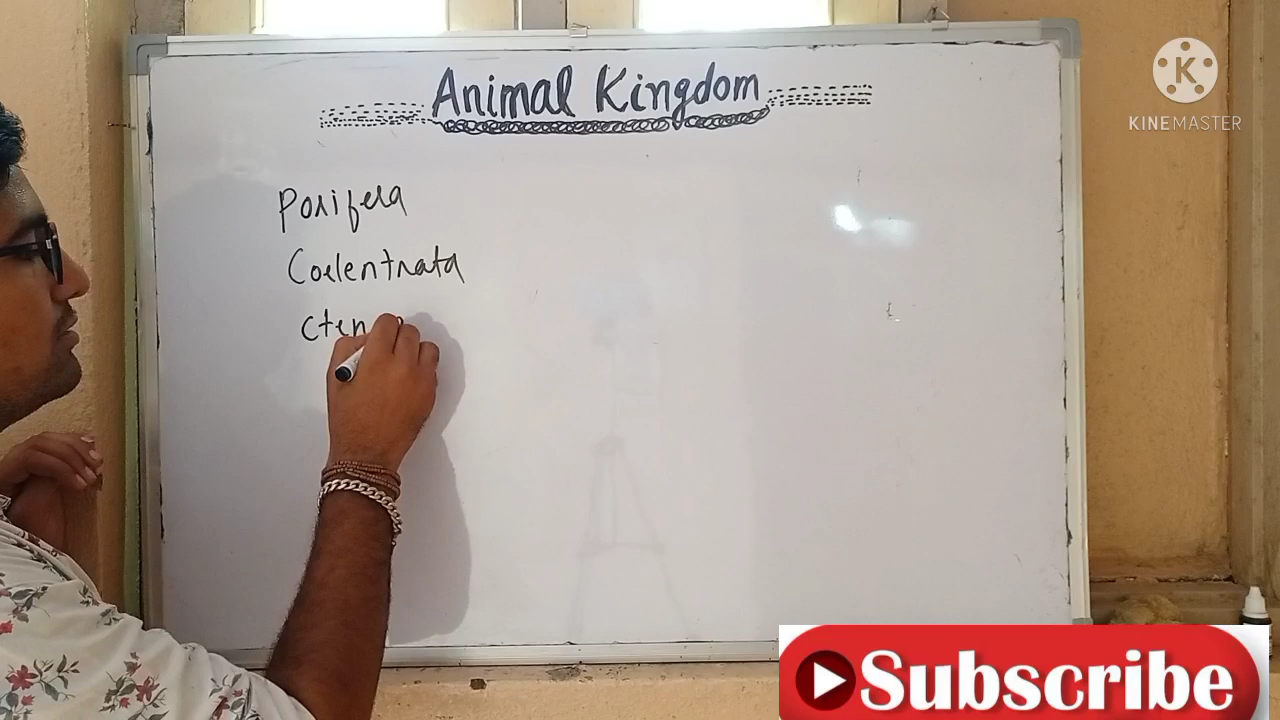 Animal Kingdom
KINEMASTER
Porifera
Coelentrata
cten
Subscribe